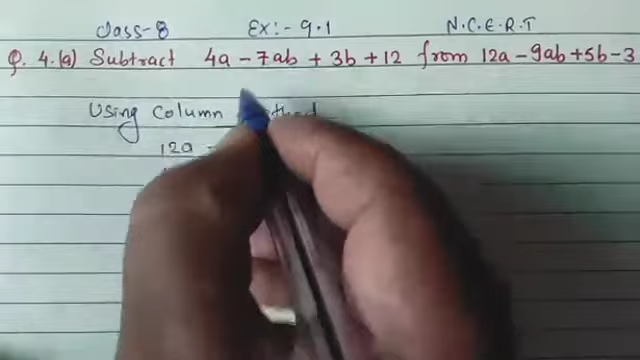 Class-8 Ex:- 9.1 N.C.E.R.T
Q. 4.(a) Subtract 4a - 7ab + 3b + 12 from 12a - 9ab + 5b - 3
Using Column
12a -